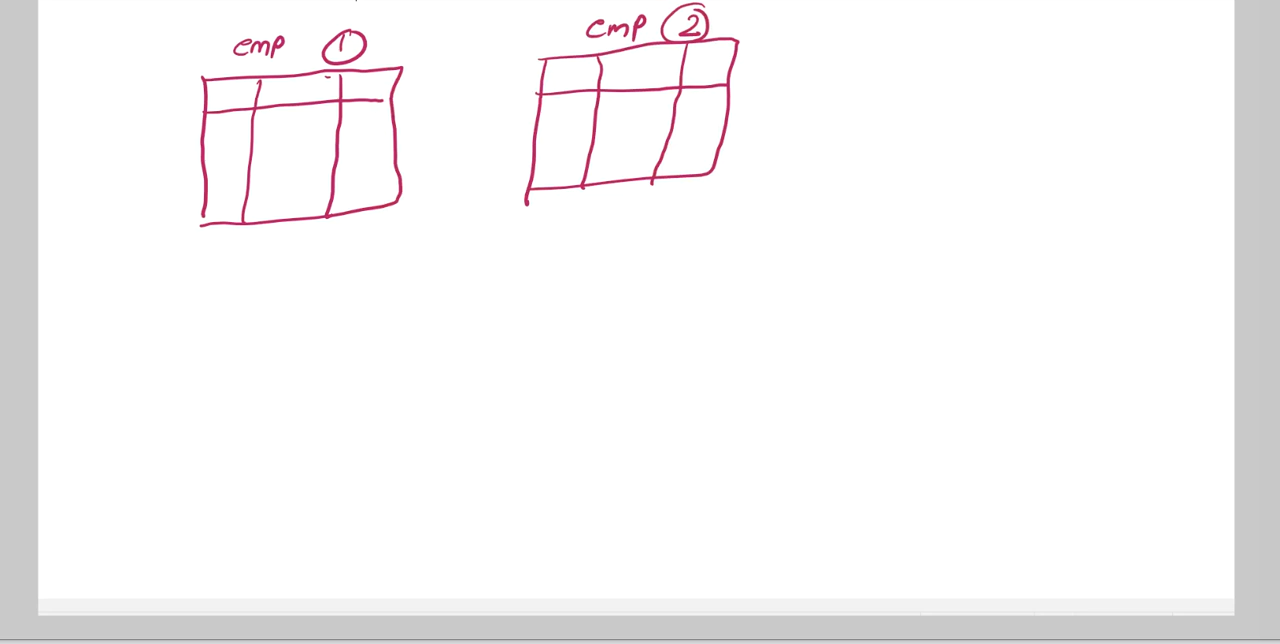 emp ①
emp ②